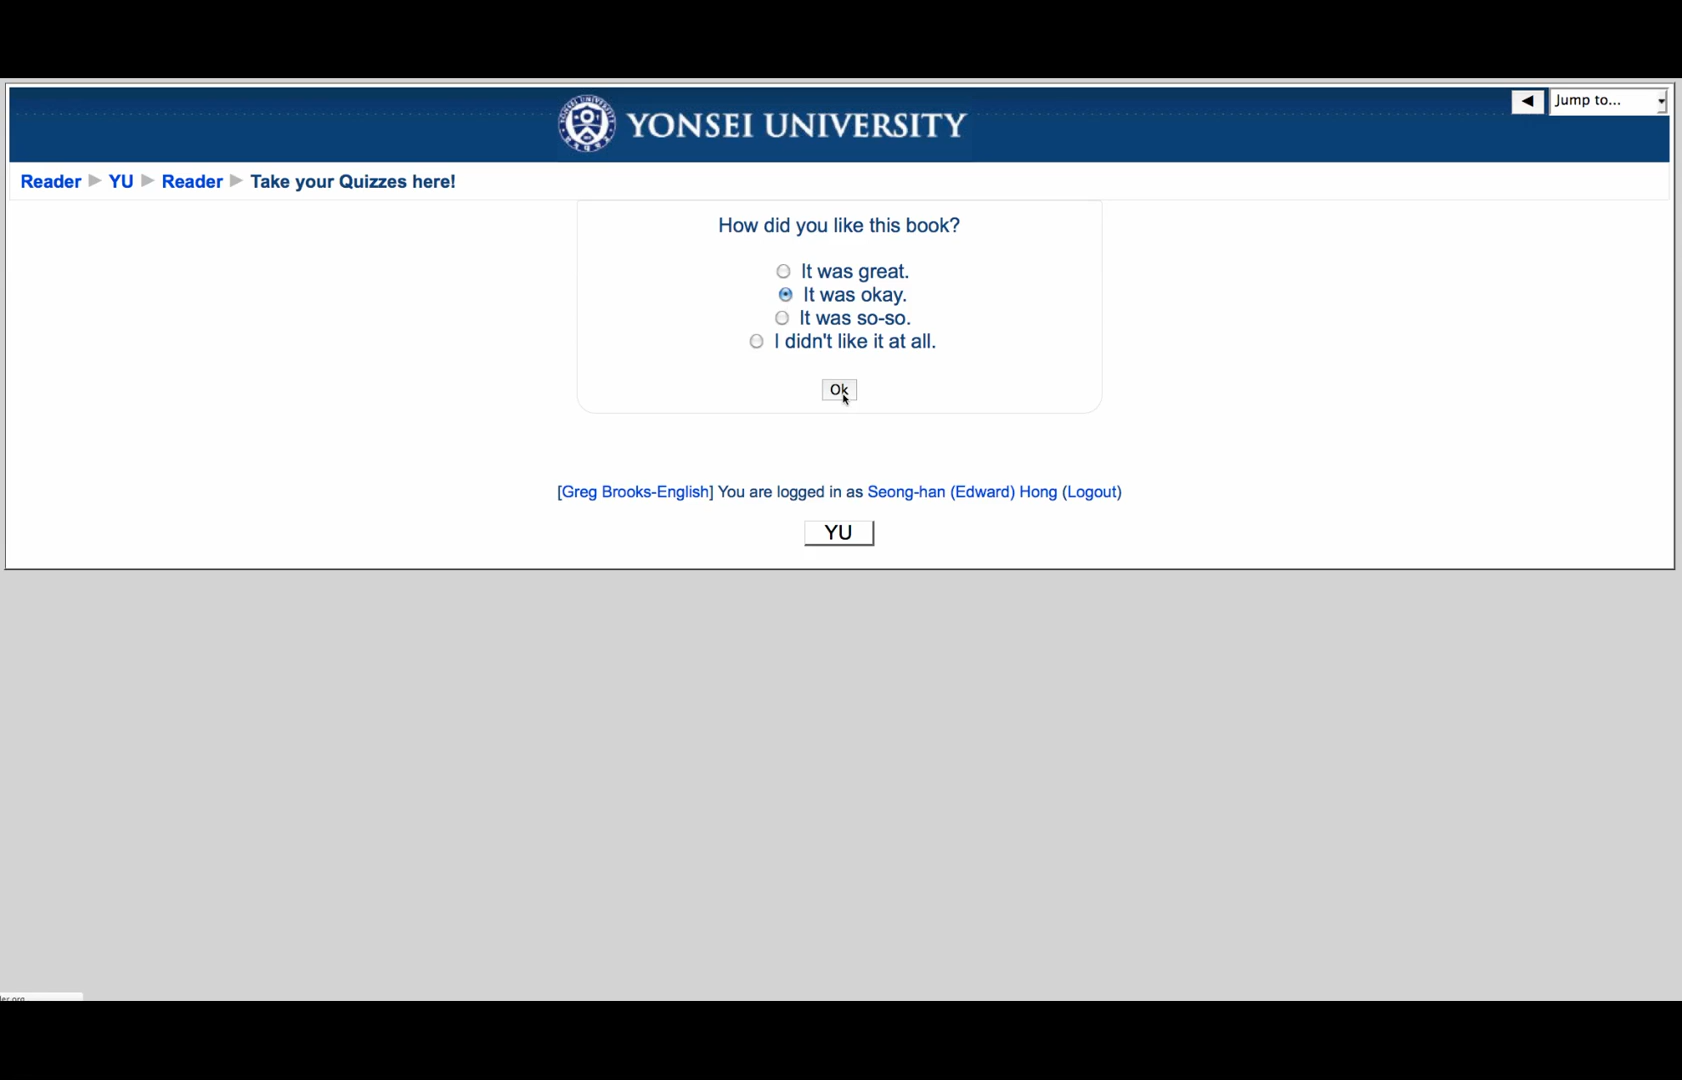 Jump to...
YONSEI UNIVERSITY
Reader YU Reader Take your Quizzes here!
How did you like this book?
It was great.
It was okay.
It was so-so.
I didn't like it at all.
Ok
[Greg Brooks-English] You are logged in as Seong-han (Edward) Hong (Logout)
YU